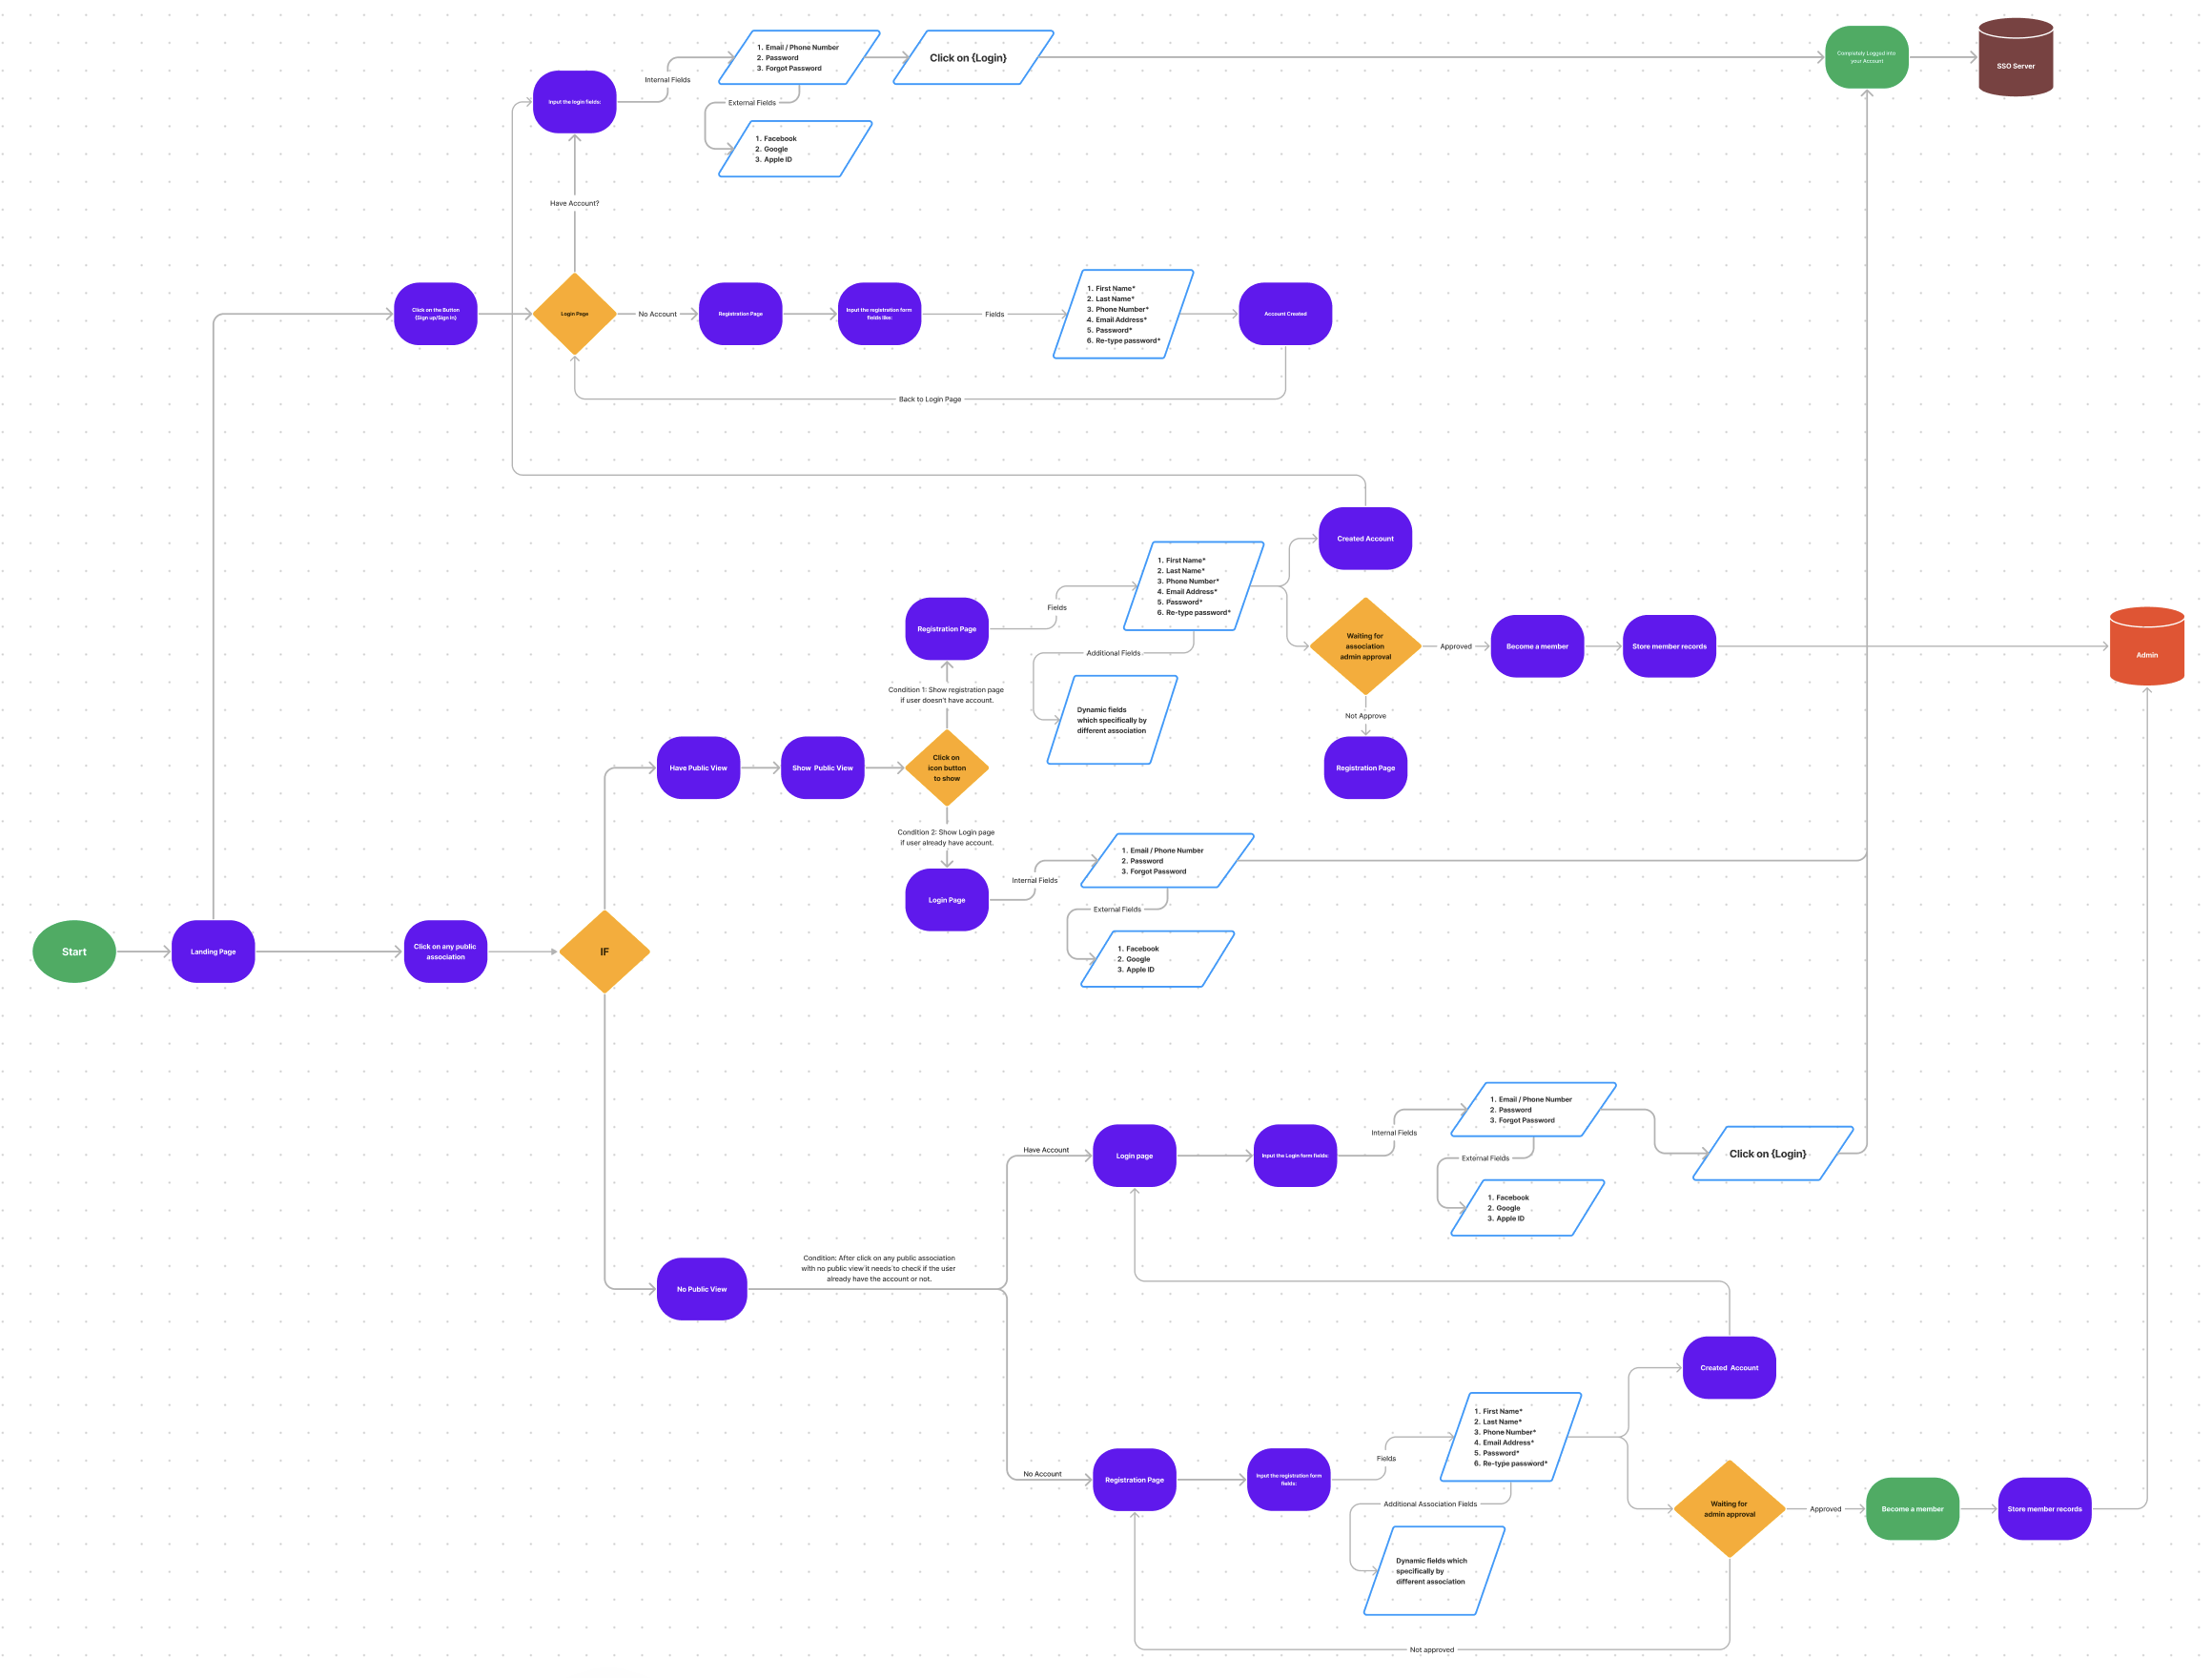 1. Email / Phone Number
2. Password
3. Forgot Password
Click on {Login}
Completely Logged into
your Account
SSO Server
Internal Fields
Input the login fields:
External Fields
1. Facebook
2. Google
3. Apple ID
Have Account?
Click on the Button
(Sign up/Sign In)
Login Page
No Account
Registration Page
Input the registration form
fields like:
Fields
1. First Name*
2. Last Name*
3. Phone Number*
4. Email Address*
5. Password*
6. Re-type password*
Account Created
Back to Login Page
Created Account
Registration Page
Fields
1. First Name*
2. Last Name*
3. Phone Number*
4. Email Address*
5. Password*
6. Re-type password*
Waiting for
association
admin approval
Approved
Become a member
Store member records
Admin
Additional Fields
Dynamic fields
which specifically by
different association
Not Approve
Registration Page
Condition 1: Show registration page
if user doesn't have account.
Have Public View
Show Public View
Click on
icon button
to show
Condition 2: Show Login page
if user already have account.
Login Page
Internal Fields
1. Email / Phone Number
2. Password
3. Forgot Password
External Fields
1. Facebook
2. Google
3. Apple ID
Start
Landing Page
Click on any public
association
IF
No Public View
Condition: After click on any public association
with no public view it needs to check if the user
already have the account or not.
Have Account
Login page
Input the Login form fields:
Internal Fields
1. Email / Phone Number
2. Password
3. Forgot Password
Click on {Login}
External Fields
1. Facebook
2. Google
3. Apple ID
Created Account
No Account
Registration Page
Input the registration form
fields:
Fields
1. First Name*
2. Last Name*
3. Phone Number*
4. Email Address*
5. Password*
6. Re-type password*
Additional Association Fields
Dynamic fields which
specifically by
different association
Waiting for
admin approval
Approved
Become a member
Store member records
Not approved